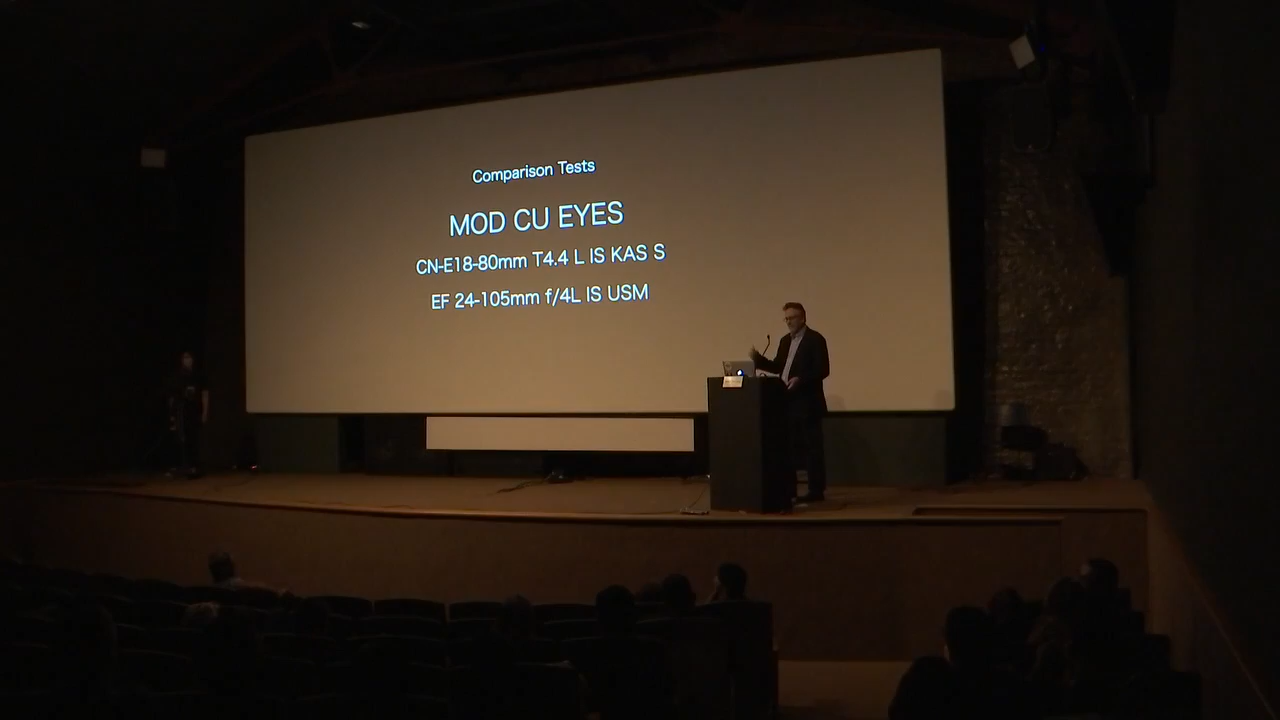 Comparison Tests
MOD CU EYES
CN-E18-80mm T4.4 L IS KAS S
EF 24-105mm f/4L IS USM